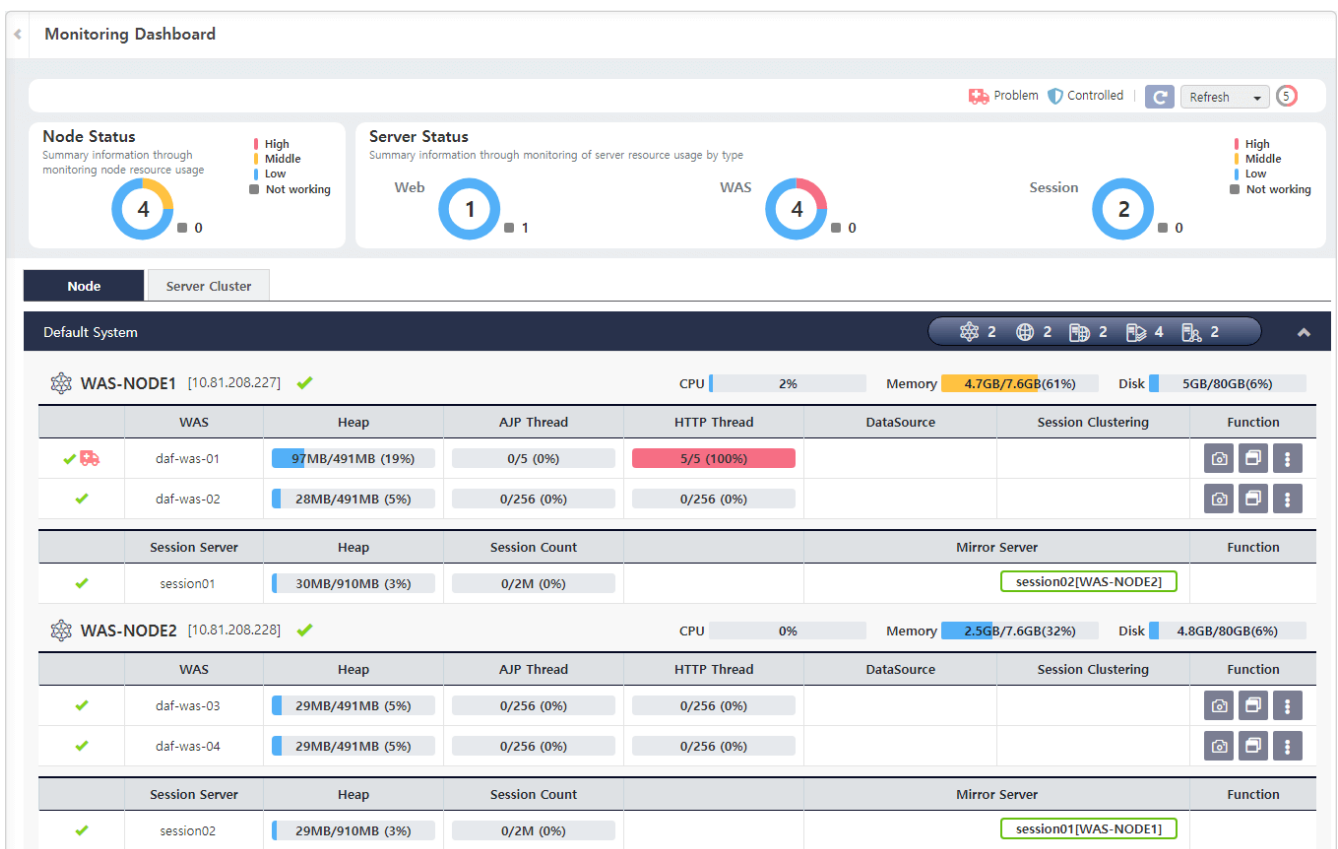 Monitoring Dashboard
Problem Controlled Refresh 5
Node Status
Summary information through
monitoring node resource usage
High
Middle
Low
Not working
4
0
Server Status
Summary information through monitoring of server resource usage by type
Web 1 1
WAS 4 0
Session 2 0
High
Middle
Low
Not working
Node Server Cluster
Default System 2 2 2 4 2
WAS-NODE1 [10.81.208.227] CPU 2% Memory 4.7GB/7.6GB(61%) Disk 5GB/80GB(6%)
WAS Heap AJP Thread HTTP Thread DataSource Session Clustering Function
daf-was-01 97MB/491MB (19%) 0/5 (0%) 5/5 (100%)
daf-was-02 28MB/491MB (5%) 0/256 (0%) 0/256 (0%)
Session Server Heap Session Count Mirror Server Function
session01 30MB/910MB (3%) 0/2M (0%) session02[WAS-NODE2]
WAS-NODE2 [10.81.208.228] CPU 0% Memory 2.5GB/7.6GB(32%) Disk 4.8GB/80GB(6%)
WAS Heap AJP Thread HTTP Thread DataSource Session Clustering Function
daf-was-03 29MB/491MB (5%) 0/256 (0%) 0/256 (0%)
daf-was-04 29MB/491MB (5%) 0/256 (0%) 0/256 (0%)
Session Server Heap Session Count Mirror Server Function
session02 29MB/910MB (3%) 0/2M (0%) session01[WAS-NODE1]